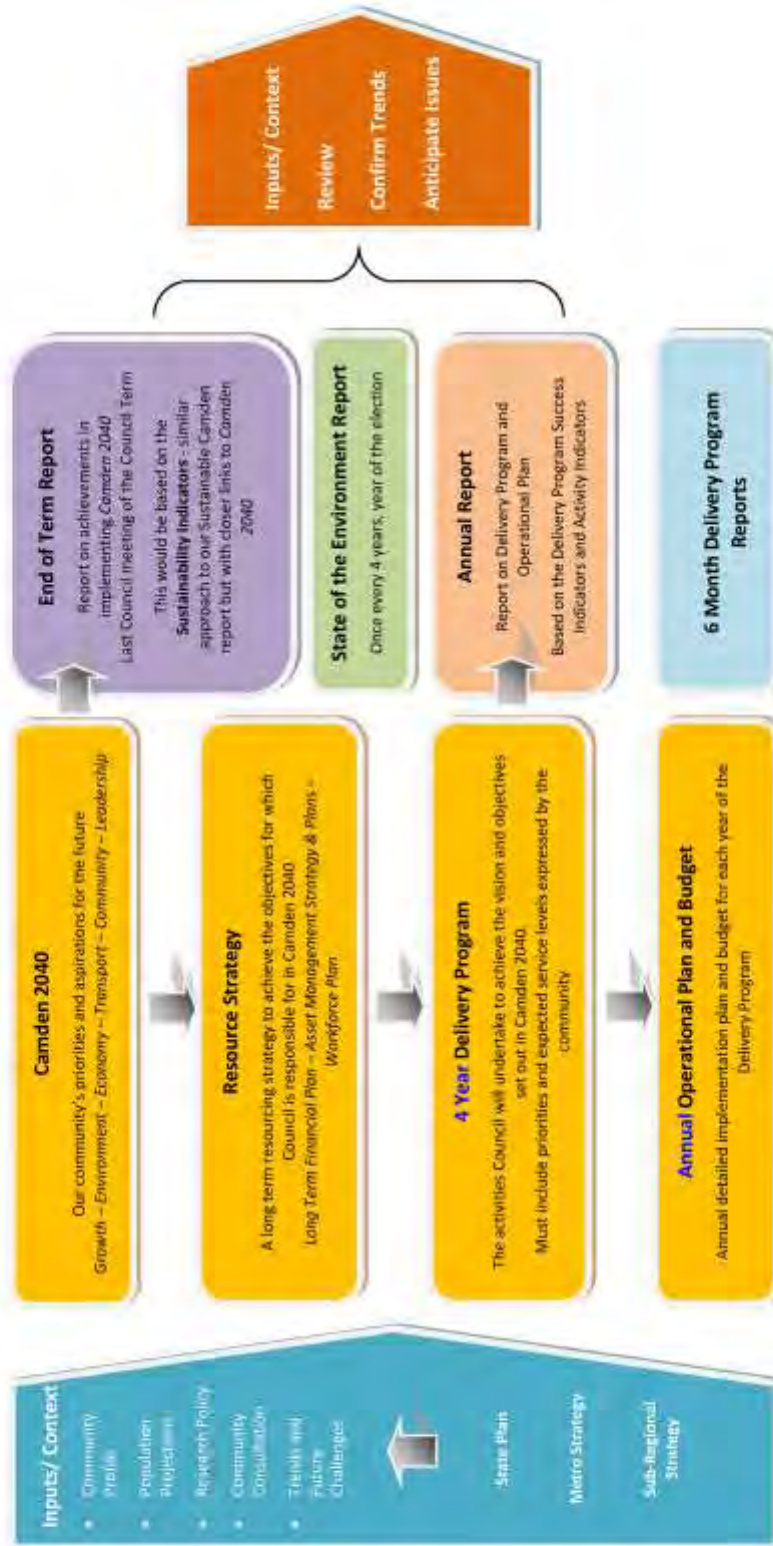 Inputs/ Context
• Community
Profile
• Population
Projections
• Research Policy
• Community
Consultation
• Trends and
Future
Challenges
State Plan
Metro Strategy
Sub-Regional
Strategy
Camden 2040
Our community's priorities and aspirations for the future
Growth – Environment – Economy – Transport – Community – Leadership
Resource Strategy
A long term resourcing strategy to achieve the objectives for which
Council is responsible for in Camden 2040
Long Term Financial Plan – Asset Management Strategy & Plans –
Workforce Plan
4 Year Delivery Program
The activities Council will undertake to achieve the vision and objectives
set out in Camden 2040.
Must include priorities and expected service levels expressed by the
community
Annual Operational Plan and Budget
Annual detailed implementation plan and budget for each year of the
Delivery Program
End of Term Report
Report on achievements in
implementing Camden 2040
Last Council meeting of the Council Term
This would be based on the
Sustainability Indicators - similar
approach to our Sustainable Camden
report but with closer links to Camden
2040
State of the Environment Report
Once every 4 years, year of the election
Annual Report
Report on Delivery Program and
Operational Plan
Based on the Delivery Program Success
Indicators and Activity Indicators
6 Month Delivery Program
Reports
Inputs/ Context
Review
Confirm Trends
Anticipate Issues